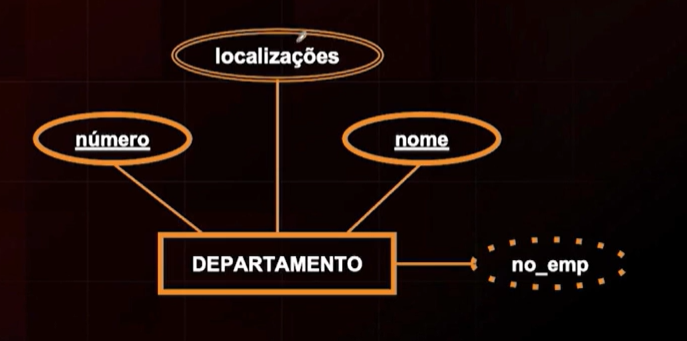 localizações
número
nome
DEPARTAMENTO
no_emp